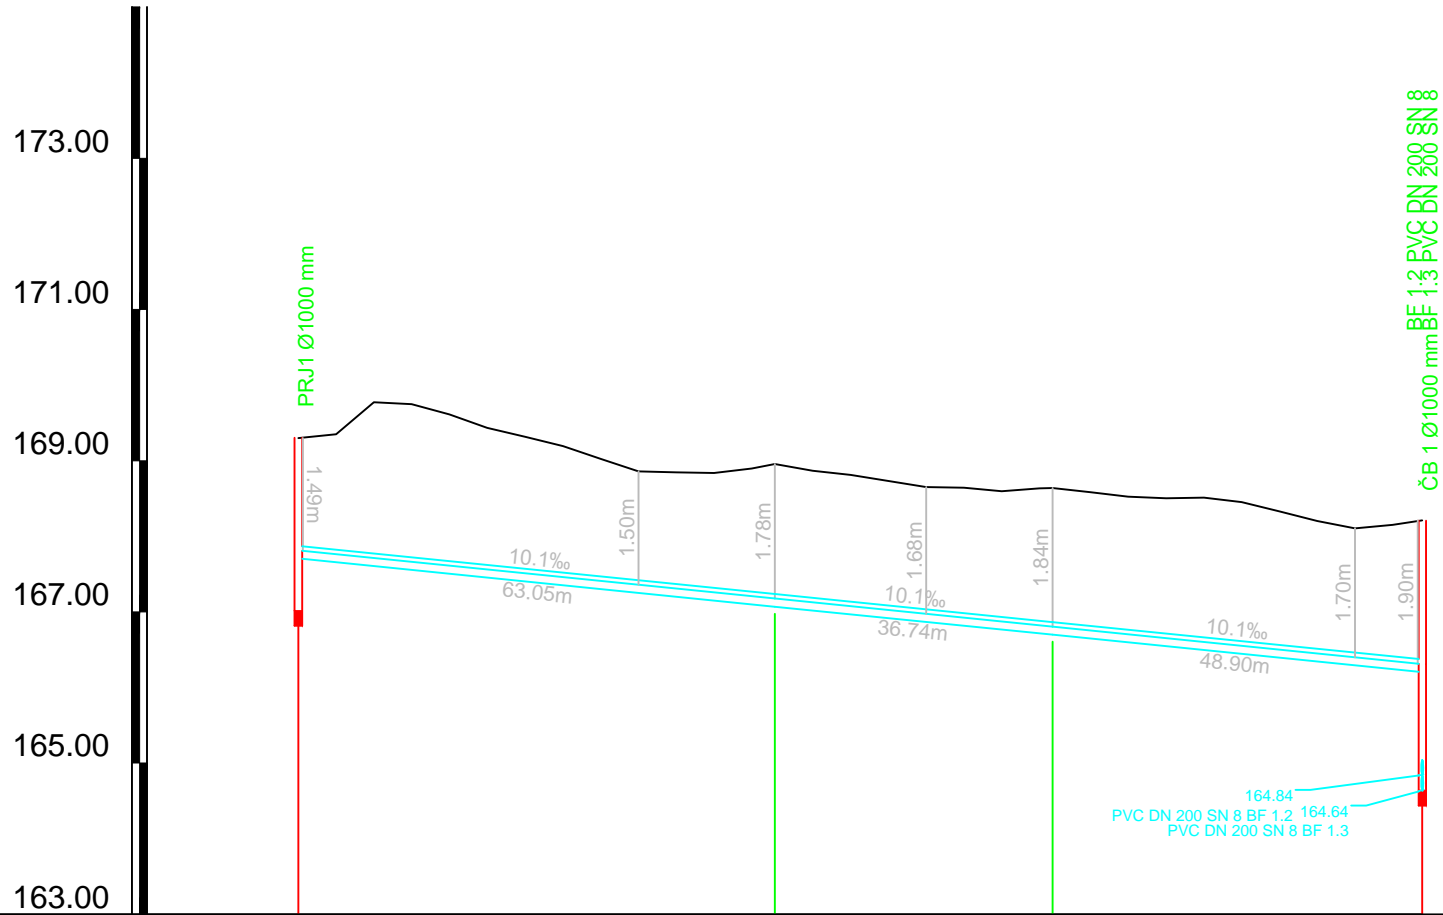 173.00
171.00
169.00
167.00
165.00
163.00
PRJ1 Ø1000 mm
BF 1.2 PVC DN 200 SN 8
ČB 1 Ø1000 mm BF 1.3 PVC DN 200 SN 8
1.49m
1.50m
1.78m
1.68m
1.84m
1.70m
1.90m
10.1‰
63.05m
10.1‰
36.74m
10.1‰
48.90m
164.84
PVC DN 200 SN 8 BF 1.2
164.64
PVC DN 200 SN 8 BF 1.3